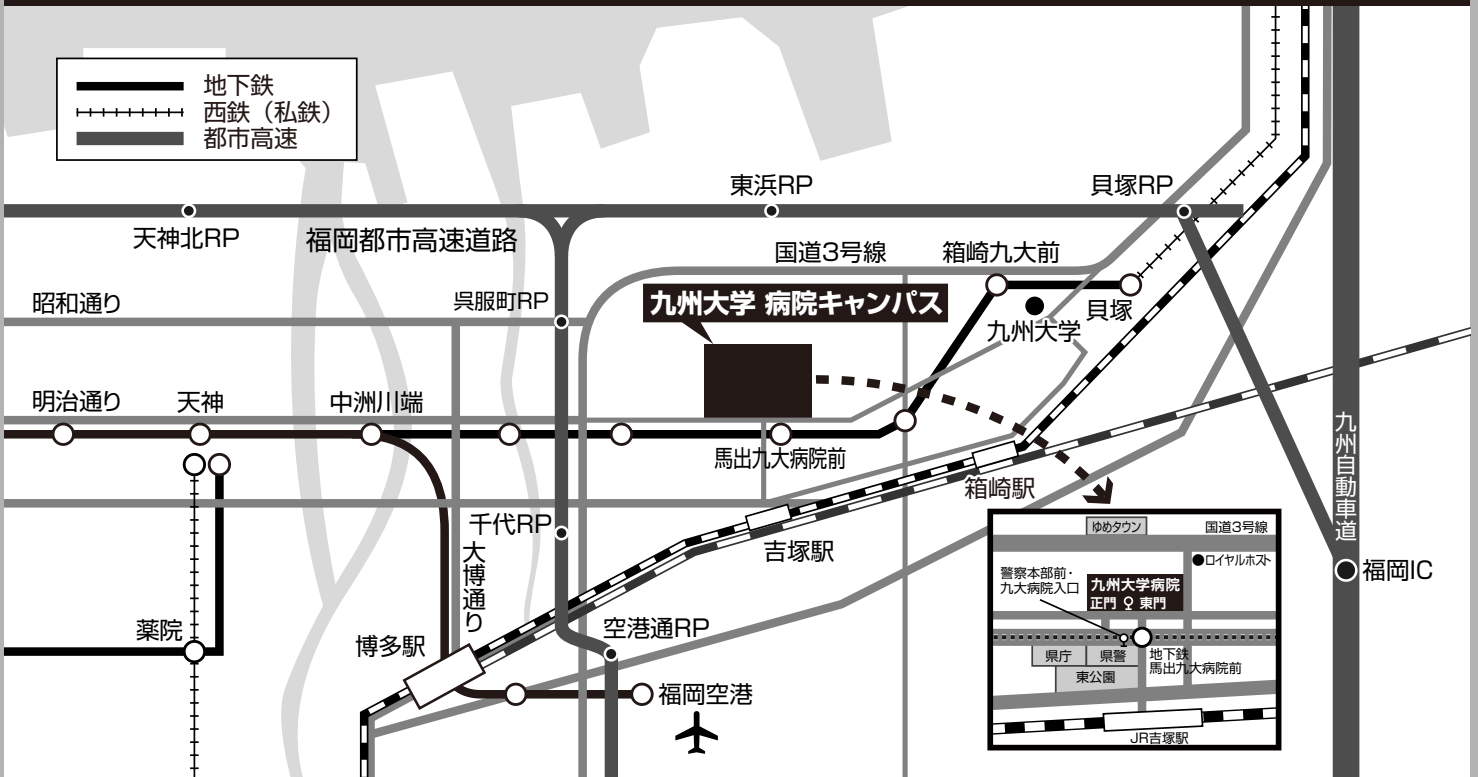 地下鉄
西鉄（私鉄）
都市高速
東浜RP
貝塚RP
天神北RP
福岡都市高速道路
国道3号線
箱崎九大前
昭和通り
呉服町RP
九州大学 病院キャンパス
貝塚
九州大学
明治通り
天神
中洲川端
馬出九大病院前
九州自動車道
箱崎駅
千代RP
吉塚駅
大博通り
福岡IC
薬院
博多駅
空港通RP
福岡空港
ゆめタウン
国道3号線
ロイヤルホスト
警察本部前・
九大病院入口
九州大学病院
正門 東門
県庁
県警
地下鉄
馬出九大病院前
東公園
JR吉塚駅